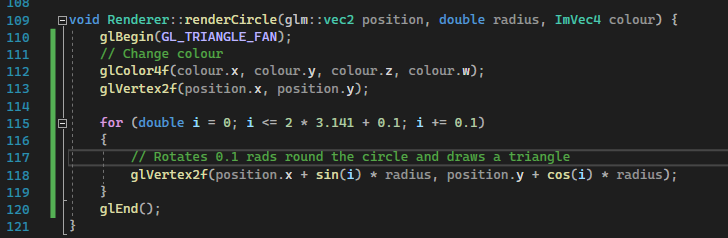 108
109 void Renderer::renderCircle(glm::vec2 position, double radius, ImVec4 colour) {
110 glBegin(GL_TRIANGLE_FAN);
111 // Change colour
112 glColor4f(colour.x, colour.y, colour.z, colour.w);
113 glVertex2f(position.x, position.y);
114
115 for (double i = 0; i <= 2 * 3.141 + 0.1; i += 0.1)
116 {
117 // Rotates 0.1 rads round the circle and draws a triangle
118 glVertex2f(position.x + sin(i) * radius, position.y + cos(i) * radius);
119 }
120 glEnd();
121 }